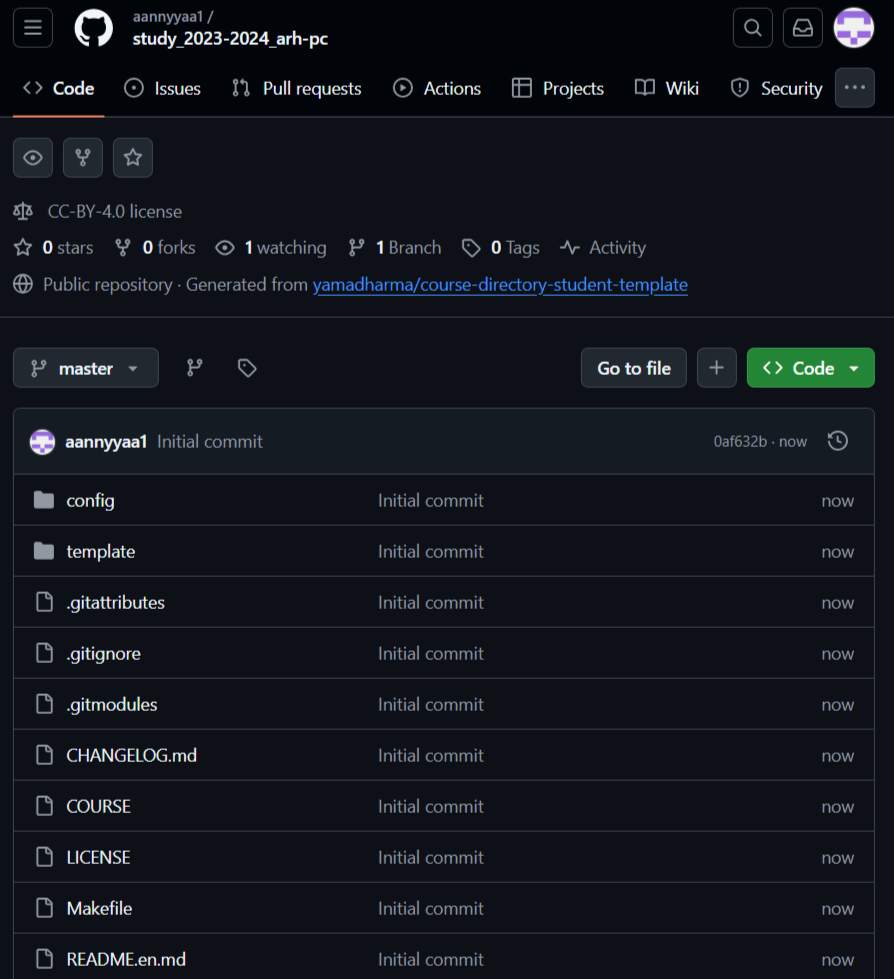 aannyyaa1 /
study_2023-2024_arh-pc
Code Issues Pull requests Actions Projects Wiki Security
CC-BY-4.0 license
0 stars 0 forks 1 watching 1 Branch 0 Tags Activity
Public repository · Generated from yamadharma/course-directory-student-template
master Go to file Code
aannyyaa1 Initial commit 0af632b · now
config Initial commit now
template Initial commit now
.gitattributes Initial commit now
.gitignore Initial commit now
.gitmodules Initial commit now
CHANGELOG.md Initial commit now
COURSE Initial commit now
LICENSE Initial commit now
Makefile Initial commit now
README.en.md Initial commit now